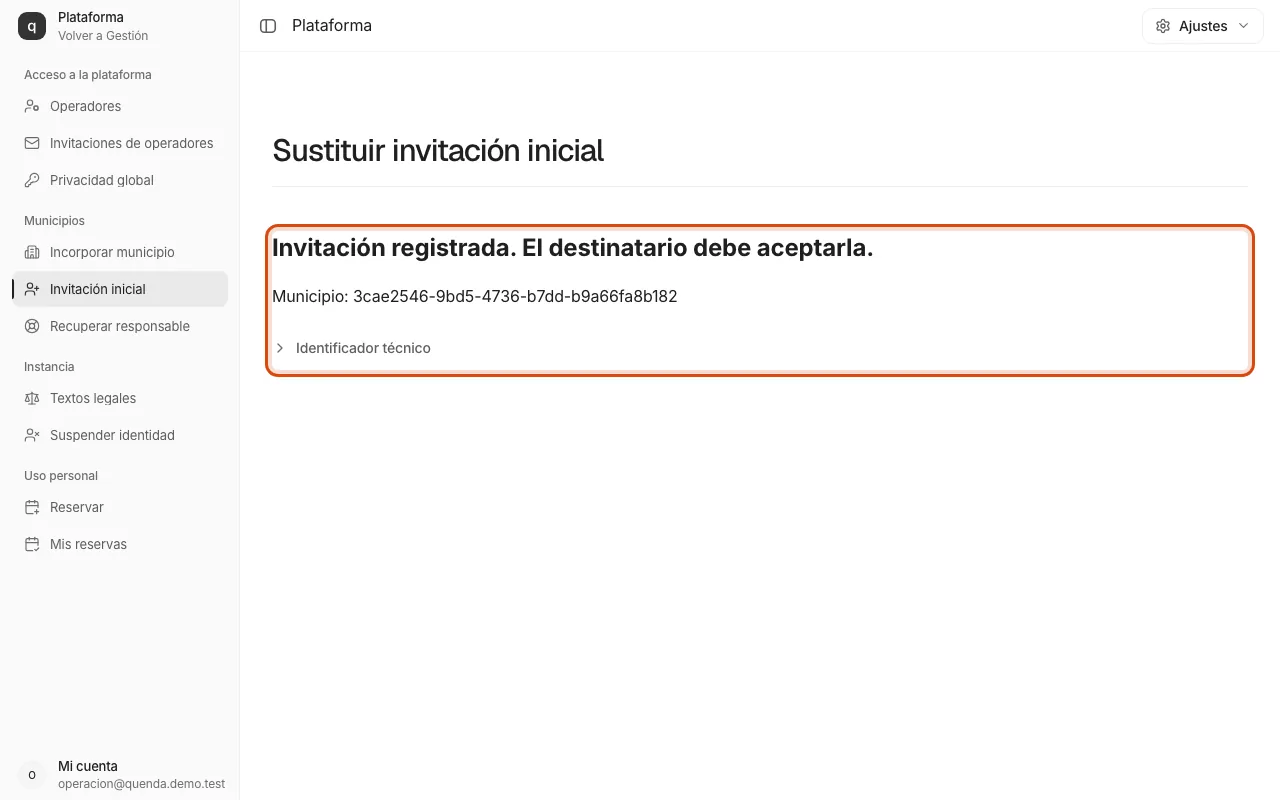 q
Plataforma
Volver a Gestión
Acceso a la plataforma
Operadores
Invitaciones de operadores
Privacidad global
Municipios
Incorporar municipio
Invitación inicial
Recuperar responsable
Instancia
Textos legales
Suspender identidad
Uso personal
Reservar
Mis reservas
O
Mi cuenta
operacion@quenda.demo.test
Plataforma
Ajustes
Sustituir invitación inicial
Invitación registrada. El destinatario debe aceptarla.
Municipio: 3cae2546-9bd5-4736-b7dd-b9a66fa8b182
Identificador técnico